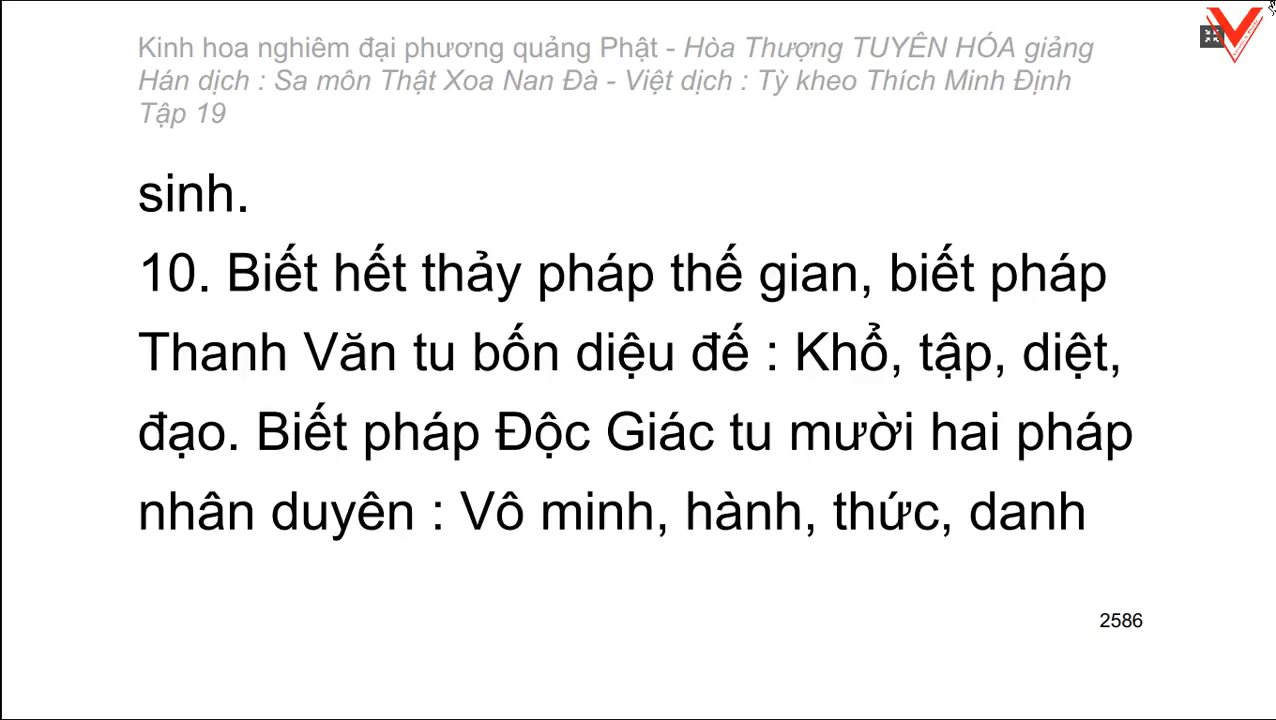 Kinh hoa nghiêm đại phương quảng Phật - Hòa Thượng TUYÊN HÓA giảng
Hán dịch : Sa môn Thật Xoa Nan Đà - Việt dịch : Tỳ kheo Thích Minh Định
Tập 19
sinh.
10. Biết hết thảy pháp thế gian, biết pháp
Thanh Văn tu bốn diệu đế : Khổ, tập, diệt,
đạo. Biết pháp Độc Giác tu mười hai pháp
nhân duyên : Vô minh, hành, thức, danh
2586